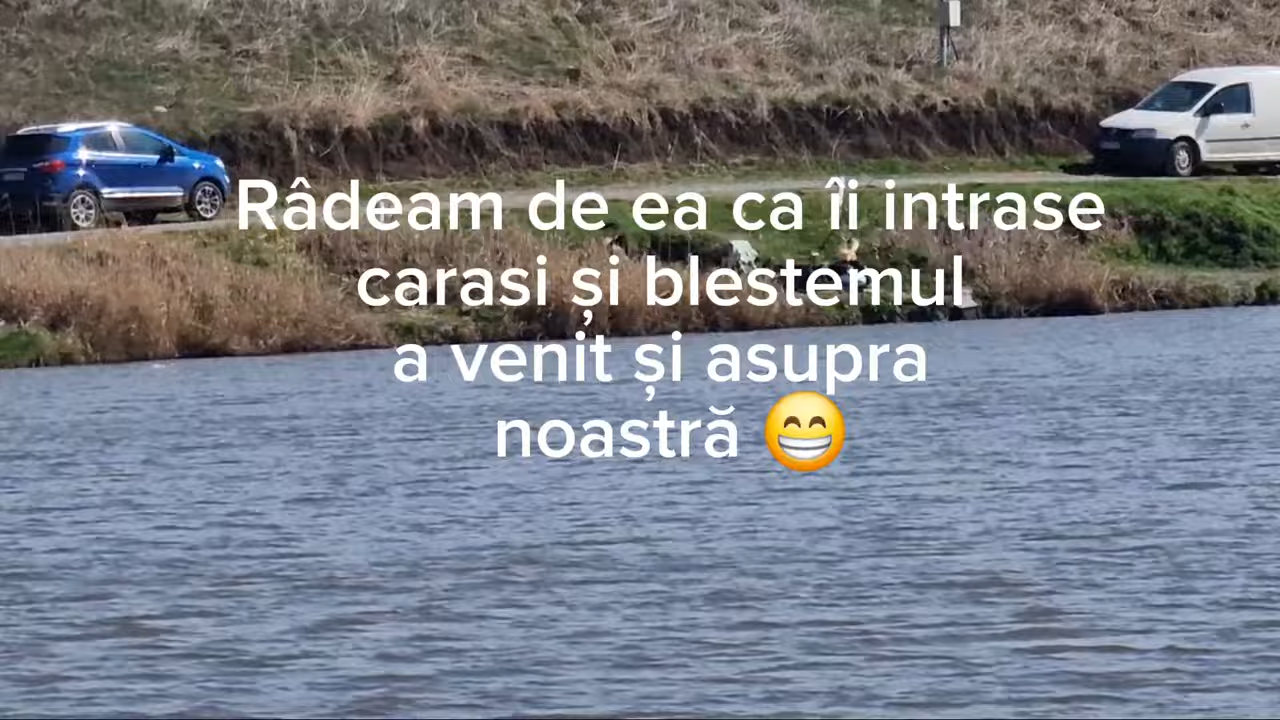 Râdeam de ea ca îi intrase
carasi și blestemul
a venit și asupra
noastră 😁